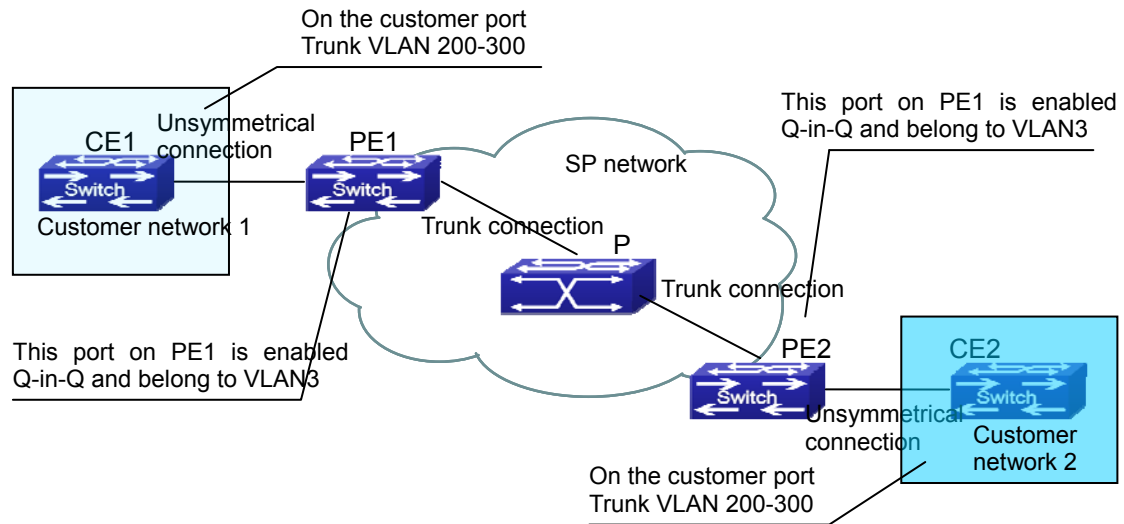 On the customer port
Trunk VLAN 200-300
This port on PE1 is enabled
Q-in-Q and belong to VLAN3
Unsymmetrical
connection
CE1
PE1
SP network
Switch
Switch
Customer network 1
Trunk connection
P
Trunk connection
This port on PE1 is enabled
Q-in-Q and belong to VLAN3
PE2
CE2
Switch
Switch
Unsymmetrical
connection
Customer
network 2
On the customer port
Trunk VLAN 200-300